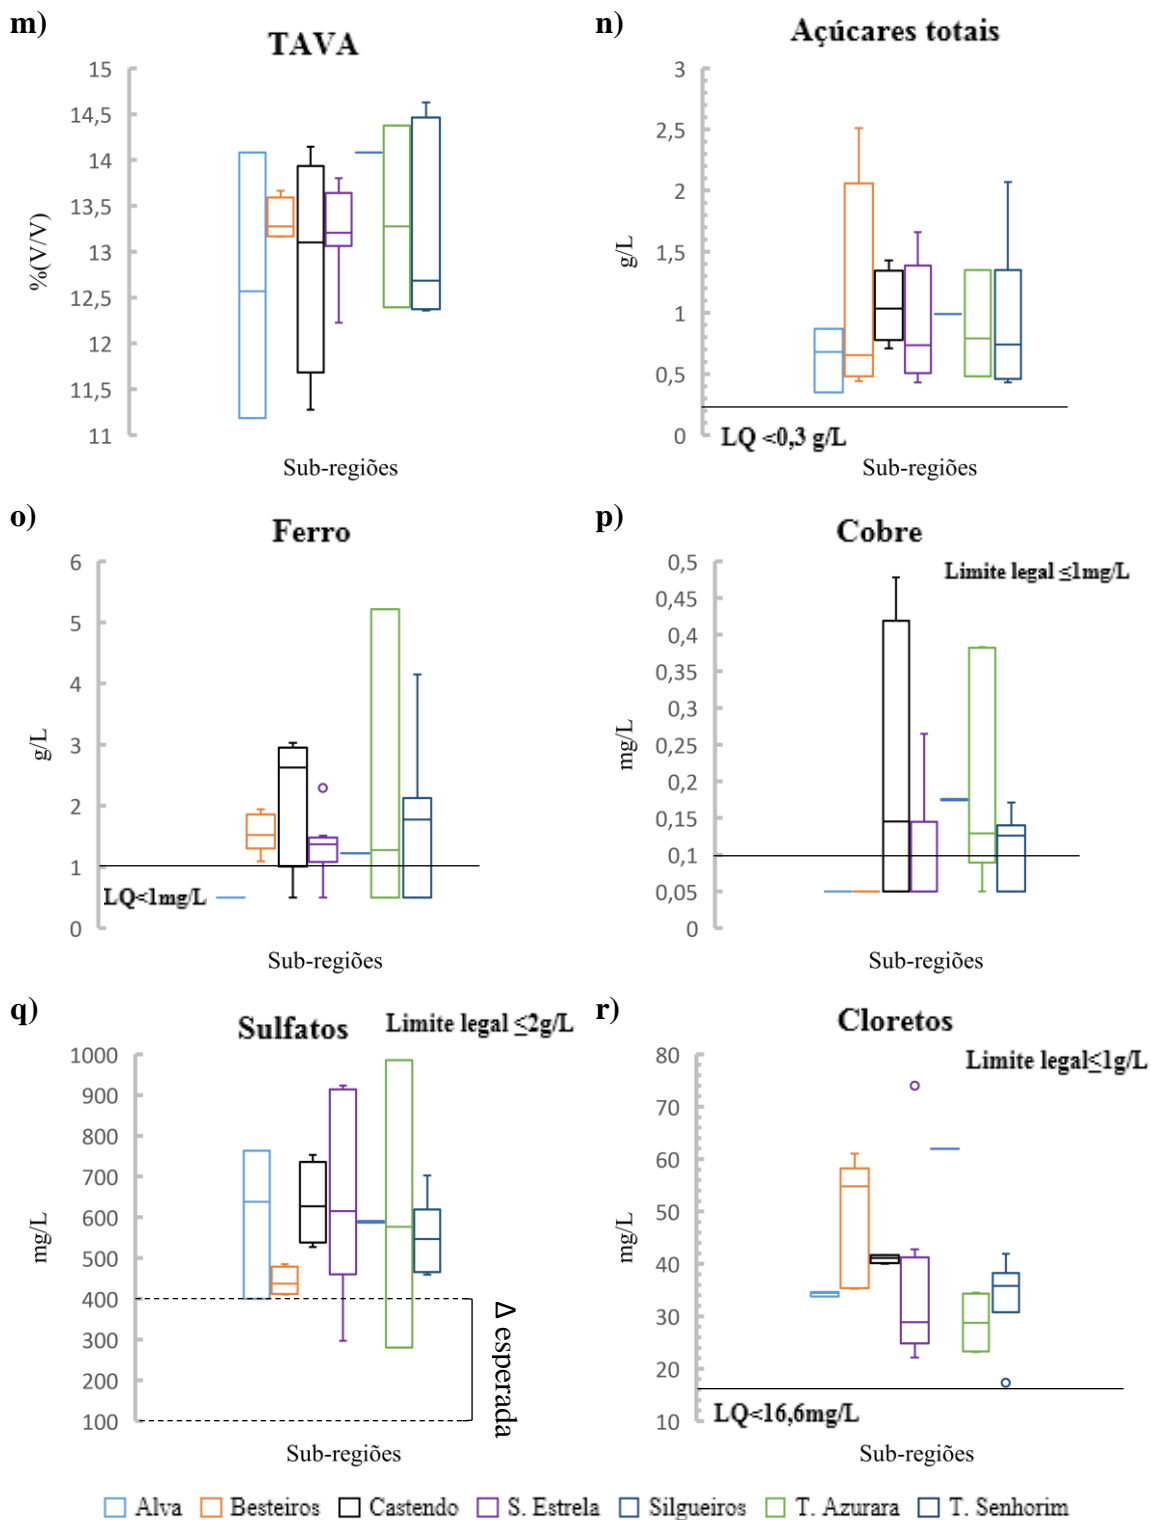 m)
TAVA
15
14,5
14
13,5
13
12,5
12
11,5
11
%(V/V)
Sub-regiões
n)
Açúcares totais
3
2,5
2
1,5
1
0,5
0
g/L
LQ <0,3 g/L
Sub-regiões
o)
Ferro
6
5
4
3
2
1
0
g/L
LQ<1mg/L
Sub-regiões
p)
Cobre
Limite legal ≤1mg/L
0,5
0,45
0,4
0,35
0,3
0,25
0,2
0,15
0,1
0,05
0
mg/L
Sub-regiões
q)
Sulfatos
Limite legal ≤2g/L
1000
900
800
700
600
500
400
300
200
100
mg/L
Δ esperada
Sub-regiões
r)
Cloretos
Limite legal≤1g/L
80
70
60
50
40
30
20
10
mg/L
LQ<16,6mg/L
Sub-regiões
Alva Besteiros Castendo S. Estrela Silgueiros T. Azurara T. Senhorim